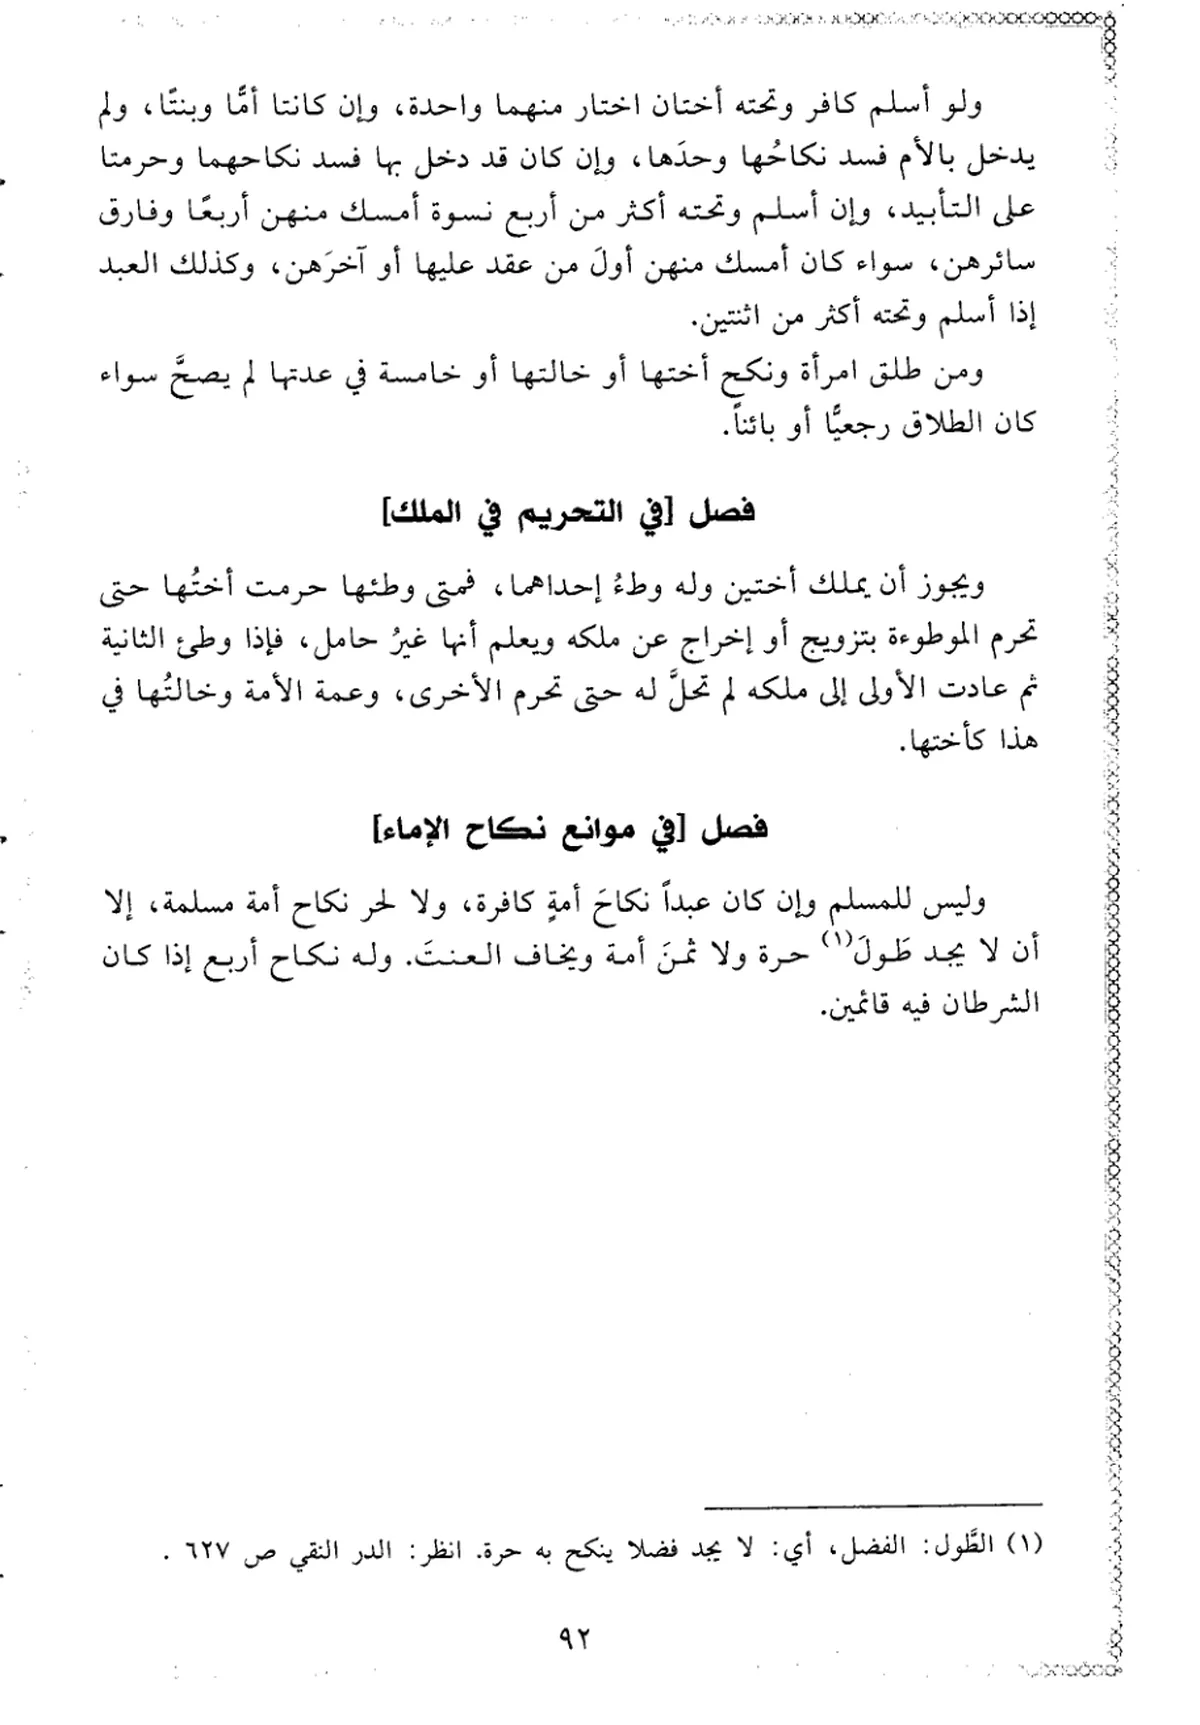 ولو أسلم كافر وتحته أختان اختار منهما واحدة، وإن كانتا أمًّا وبنتًا، ولم
يدخل بالأم فسد نكاحُها وحدَها، وإن كان قد دخل بها فسد نكاحهما وحرمتا
على التأبيد، وإن أسلم وتحته أكثر من أربع نسوة أمسك منهن أربعًا وفارق
سائرهن، سواء كان أمسك منهن أولَ من عقد عليها أو آخرَهن، وكذلك العبد
إذا أسلم وتحته أكثر من اثنتين.
ومن طلق امرأة ونكح أختها أو خالتها أو خامسة في عدتها لم يصحَّ سواء
كان الطلاق رجعيًّا أو بائناً.
فصل [في التحريم في الملك]
ويجوز أن يملك أختين وله وطءُ إحداهما، فمتى وطئها حرمت أختُها حتى
تحرم الموطوءة بتزويج أو إخراج عن ملكه ويعلم أنها غيرُ حامل، فإذا وطئ الثانية
ثم عادت الأولى إلى ملكه لم تحلَّ له حتى تحرم الأخرى، وعمة الأمة وخالتُها في
هذا كأختها.
فصل [في موانع نكاح الإماء]
وليس للمسلم وإن كان عبداً نكاحَ أمةٍ كافرة، ولا لحر نكاح أمة مسلمة، إلا
أن لا يجد طَولَ(١) حرة ولا ثمنَ أمة ويخاف العنتَ. وله نكاح أربع إذا كان
الشرطان فيه قائمين.
(١) الطَّول: الفضل، أي: لا يجد فضلا ينكح به حرة. انظر: الدر النقي ص ٦٢٧ .
٩٢